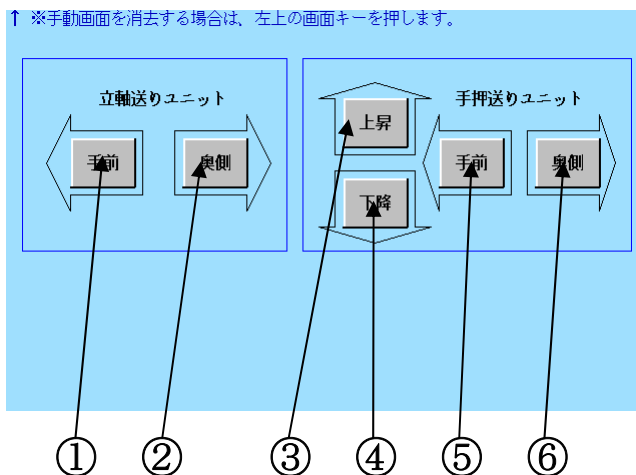 ↑ ※手動画面を消去する場合は、左上の画面キーを押します。
立軸送りユニット
手前
奥側
手押送りユニット
上昇
下降
手前
奥側
① ② ③ ④ ⑤ ⑥